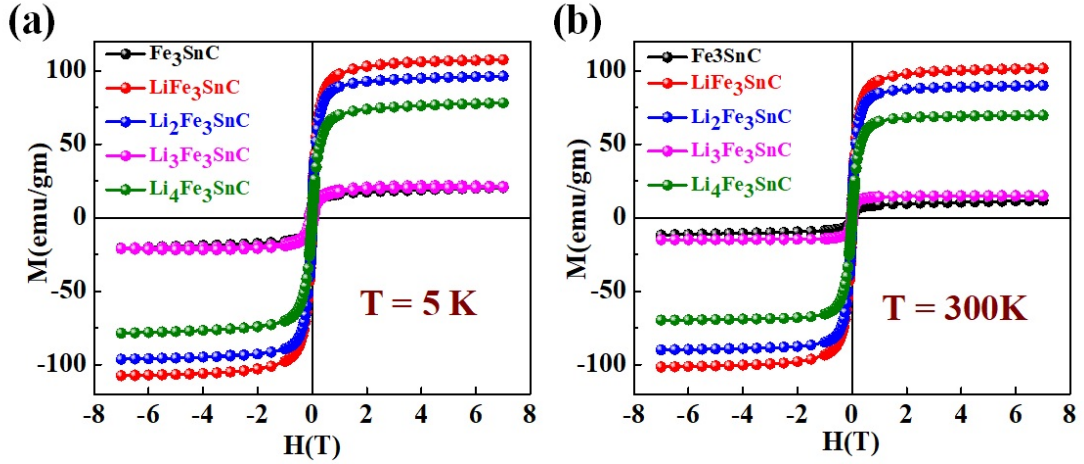 (a)
Fe₃SnC
LiFe₃SnC
Li₂Fe₃SnC
Li₃Fe₃SnC
Li₄Fe₃SnC
100
50
0
-50
-100
M(emu/gm)
T = 5 K
-8 -6 -4 -2 0 2 4 6 8
H(T)
(b)
Fe3SnC
LiFe₃SnC
Li₂Fe₃SnC
Li₃Fe₃SnC
Li₄Fe₃SnC
100
50
0
-50
-100
M(emu/gm)
T = 300K
-8 -6 -4 -2 0 2 4 6 8
H(T)